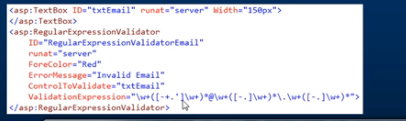 <asp:TextBox ID="txtEmail" runat="server" Width="150px">
</asp:TextBox>
<asp:RegularExpressionValidator
ID="RegularExpressionValidatorEmail"
runat="server"
ForeColor="Red"
ErrorMessage="Invalid Email"
ControlToValidate="txtEmail"
ValidationExpression="\w+([-+.']\w+)*@\w+([-.]\w+)*\.\w+([-.]\w+)*">
</asp:RegularExpressionValidator>